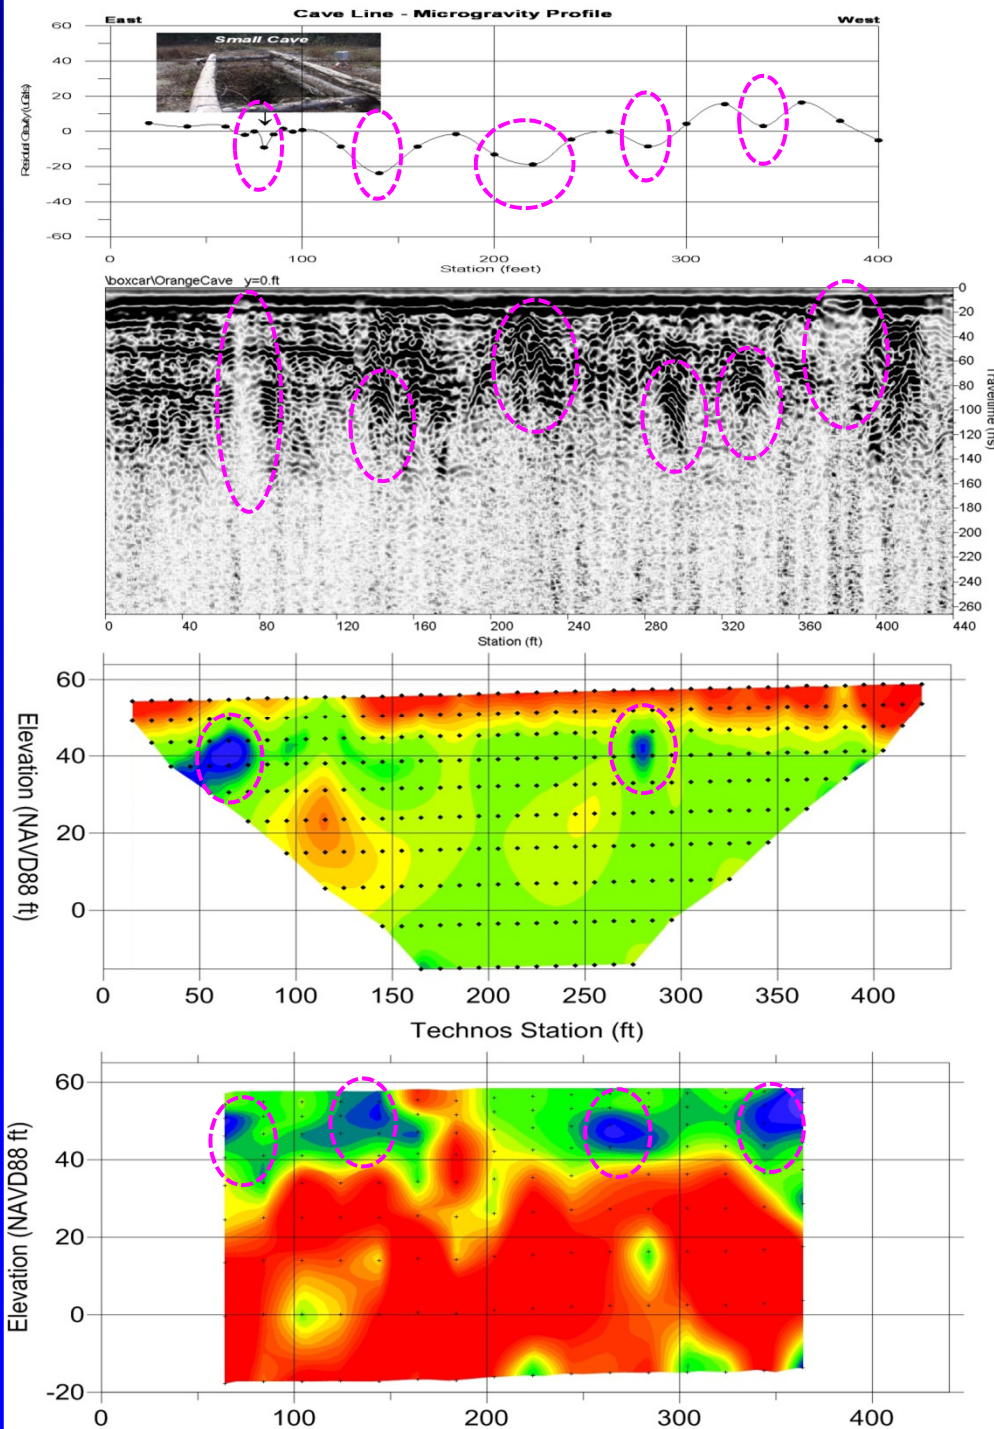 Cave Line - Microgravity Profile
East
West
Small Cave
60
40
20
0
-20
-40
-60
0
100
200
300
400
Station (feet)
\boxcar\OrangeCave y=0.ft
0
20
40
60
80
100
120
140
160
180
200
220
240
260
Traveltime (ns)
0 40 80 120 160 200 240 280 320 360 400 440
Station (ft)
60
40
20
0
Elevation (NAVD88 ft)
0 50 100 150 200 250 300 350 400
Technos Station (ft)
60
40
20
0
-20
Elevation (NAVD88 ft)
0 100 200 300 400